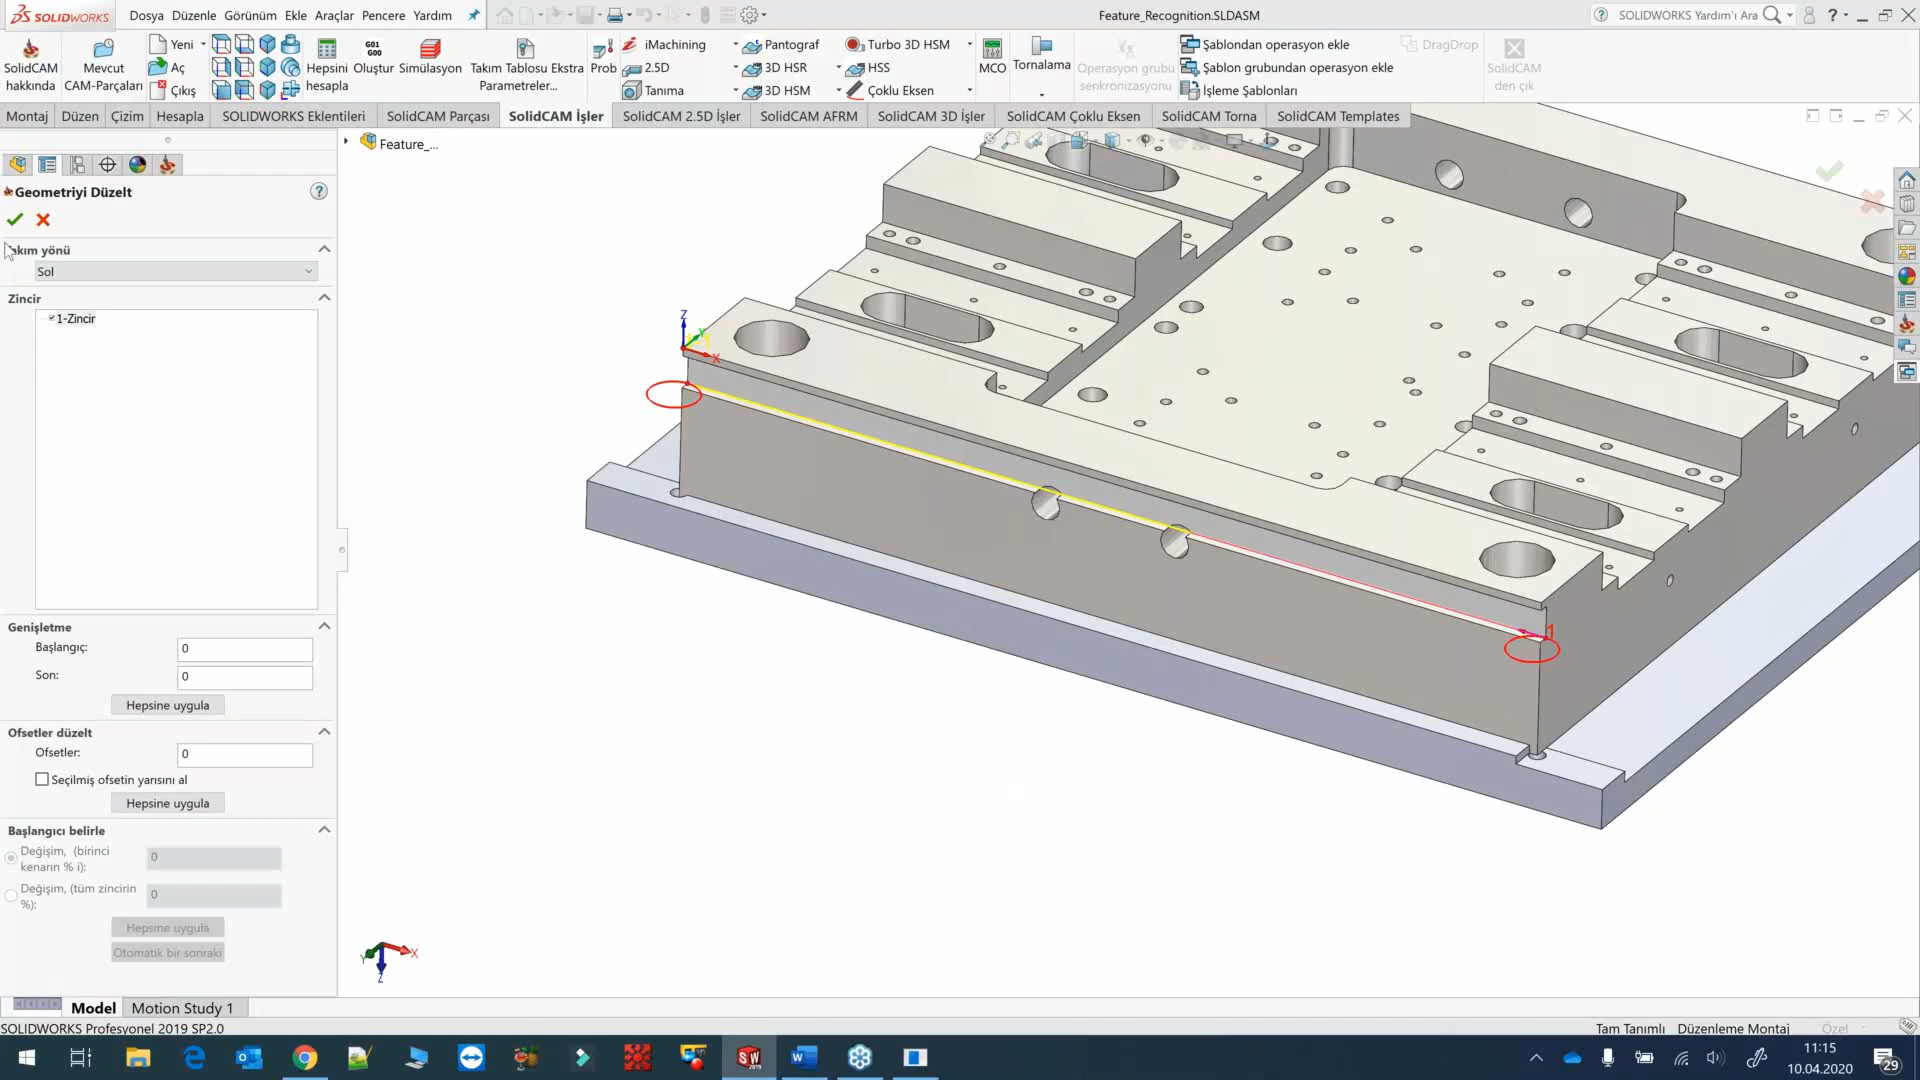 SOLIDWORKS
Dosya Düzenle Görünüm Ekle Araçlar Pencere Yardım
Feature_Recognition.SLDASM
SOLIDWORKS Yardım'ı Ara
SolidCAM hakkında
Mevcut CAM-Parçaları
Yeni
Aç
Çıkış
Hepsini hesapla
G01
G00
Oluştur
Simülasyon
Takım Tablosu Ekstra Parametreler...
Prob
iMachining
2.5D
Tanıma
Pantograf
3D HSR
3D HSM
Turbo 3D HSM
HSS
Çoklu Eksen
MCO
Tornalama
Operasyon grubu senkronizasyonu
Şablondan operasyon ekle
Şablon grubundan operasyon ekle
İşleme Şablonları
DragDrop
SolidCAM den çık
Montaj Düzen Çizim Hesapla SOLIDWORKS Eklentileri SolidCAM Parçası SolidCAM İşler SolidCAM 2.5D İşler SolidCAM AFRM SolidCAM 3D İşler SolidCAM Çoklu Eksen SolidCAM Torna SolidCAM Templates
Feature_...
Geometriyi Düzelt
yönü
Sol
Zincir
1-Zincir
Genişletme
Başlangıç: 0
Son: 0
Hepsine uygula
Ofsetler düzelt
Ofsetler: 0
Seçilmiş ofsetin yarısını al
Hepsine uygula
Başlangıcı belirle
Değişim, (birinci kenarın % i): 0
Değişim, (tüm zincirin %): 0
Hepsine uygula
Otomatik bir sonraki
Z
X
1
X
Y
Z
Model Motion Study 1
SOLIDWORKS Profesyonel 2019 SP2.0
Tam Tanımlı Düzenleme Montaj Özel
SW
2019
11:15
10.04.2020
29